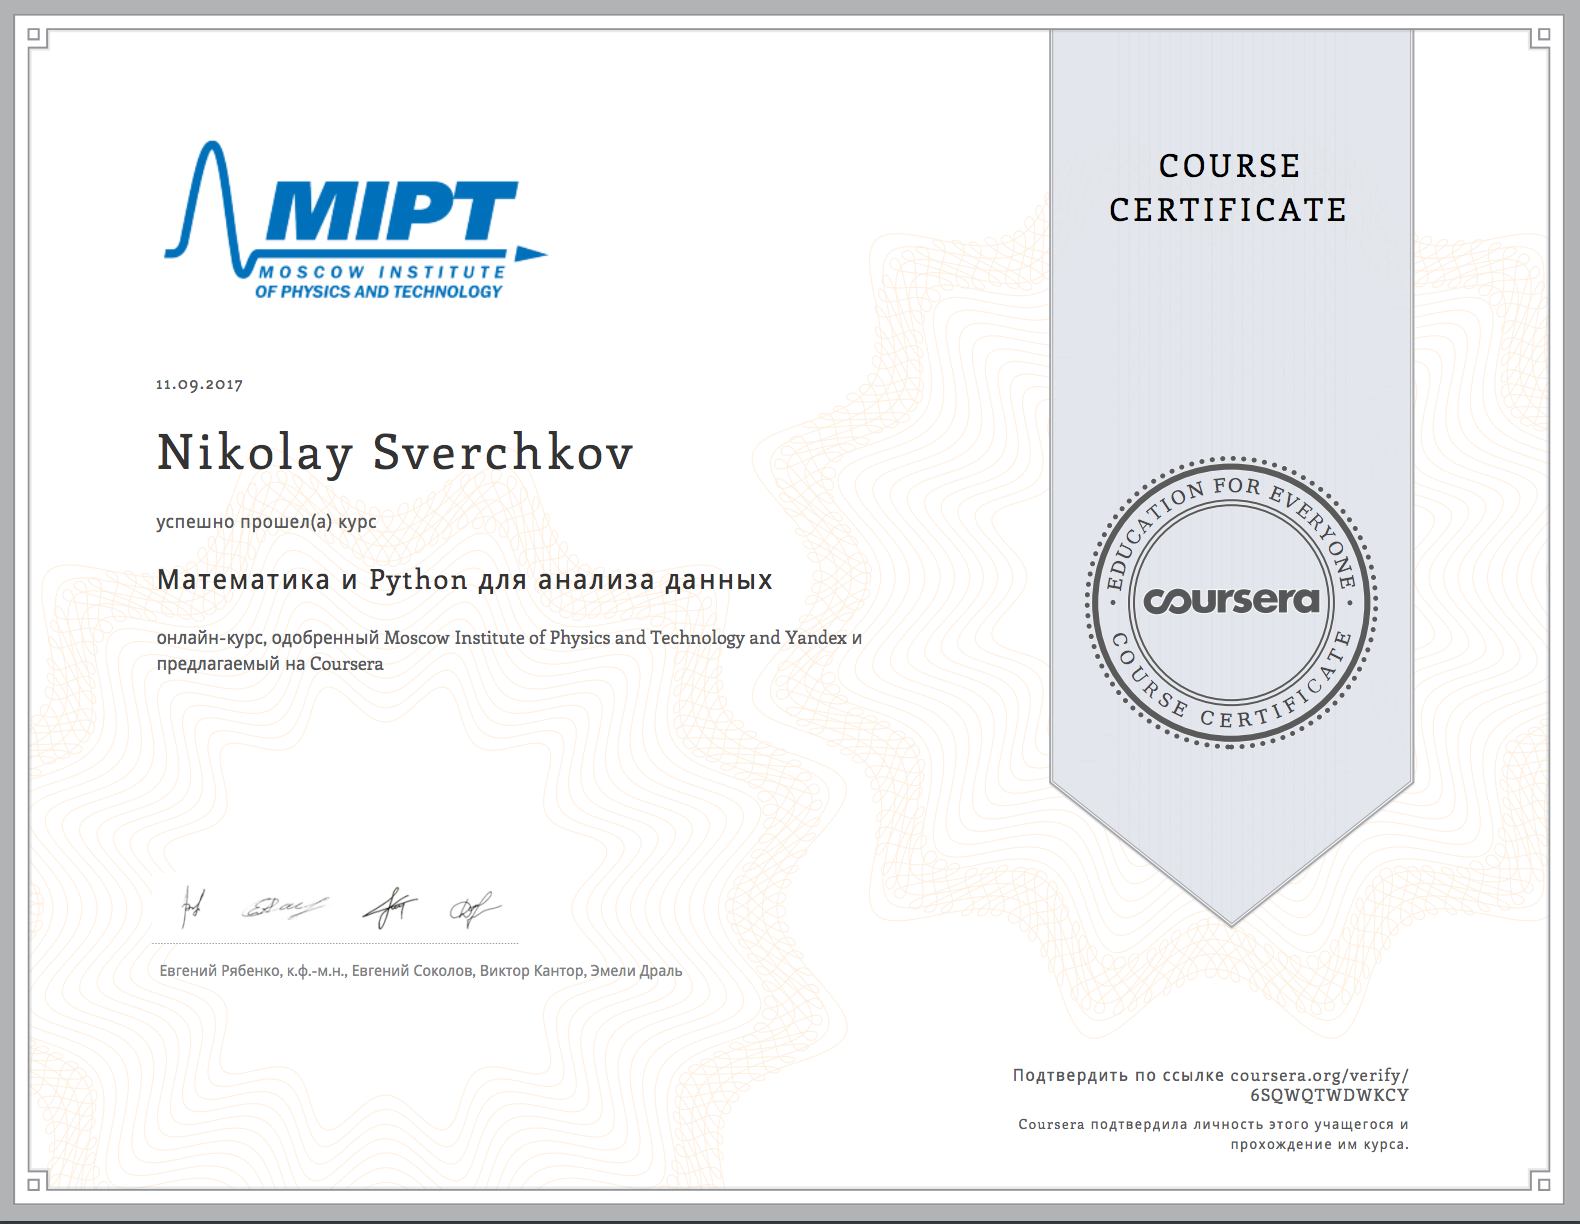 MIPT
MOSCOW INSTITUTE
OF PHYSICS AND TECHNOLOGY
COURSE
CERTIFICATE
11.09.2017
Nikolay Sverchkov
успешно прошел(а) курс
Математика и Python для анализа данных
онлайн-курс, одобренный Moscow Institute of Physics and Technology and Yandex и
предлагаемый на Coursera
EDUCATION FOR EVERYONE
coursera
COURSE CERTIFICATE
Евгений Рябенко, к.ф.-м.н., Евгений Соколов, Виктор Кантор, Эмели Драль
Подтвердить по ссылке coursera.org/verify/
6SQWQTWDWKCY
Coursera подтвердила личность этого учащегося и
прохождение им курса.